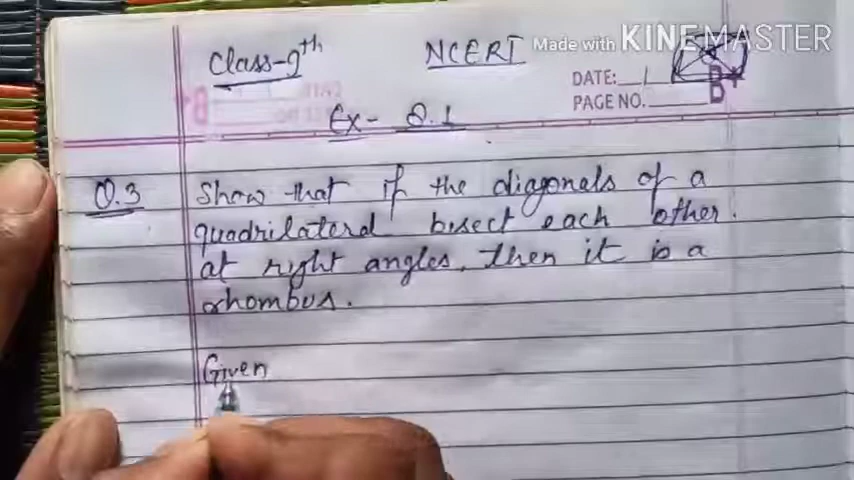 Class-9th NCERT Made with KINEMASTER
DATE:
PAGE NO.
Ex- 8.1
Q.3 Show that if the diagonals of a
quadrilateral bisect each other.
at right angles, then it is a
rhombus.
Given